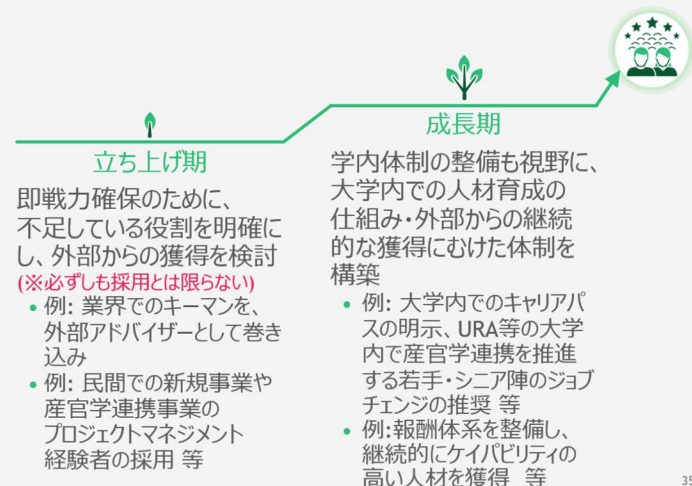 立ち上げ期
即戦力確保のために、
不足している役割を明確に
し、外部からの獲得を検討
(※必ずしも採用とは限らない)
• 例: 業界でのキーマンを、
外部アドバイザーとして巻き
込み
• 例: 民間での新規事業や
産官学連携事業の
プロジェクトマネジメント
経験者の採用 等
成長期
学内体制の整備も視野に、
大学内での人材育成の
仕組み・外部からの継続
的な獲得にむけた体制を
構築
• 例: 大学内でのキャリアパ
スの明示、URA等の大学
内で産官学連携を推進
する若手・シニア陣のジョブ
チェンジの推奨 等
• 例:報酬体系を整備し、
継続的にケイパビリティの
高い人材を獲得 等
35